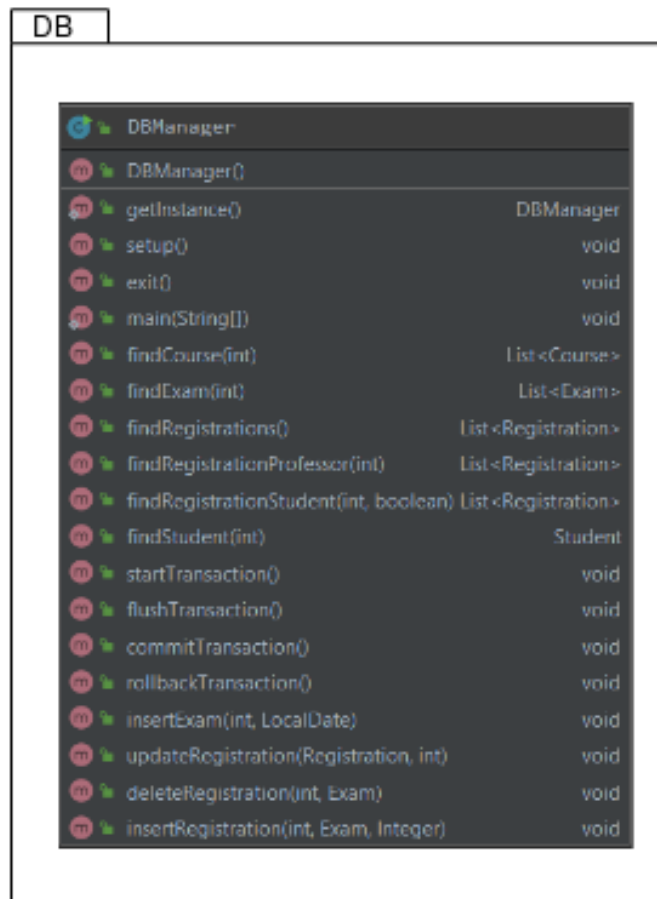 DB
DBManager
DBManager()
getInstance() DBManager
setup() void
exit() void
main(String[]) void
findCourse(int) List<Course>
findExam(int) List<Exam>
findRegistrations() List<Registration>
findRegistrationProfessor(int) List<Registration>
findRegistrationStudent(int, boolean) List<Registration>
findStudent(int) Student
startTransaction() void
flushTransaction() void
commitTransaction() void
rollbackTransaction() void
insertExam(int, LocalDate) void
updateRegistration(Registration, int) void
deleteRegistration(int, Exam) void
insertRegistration(int, Exam, Integer) void